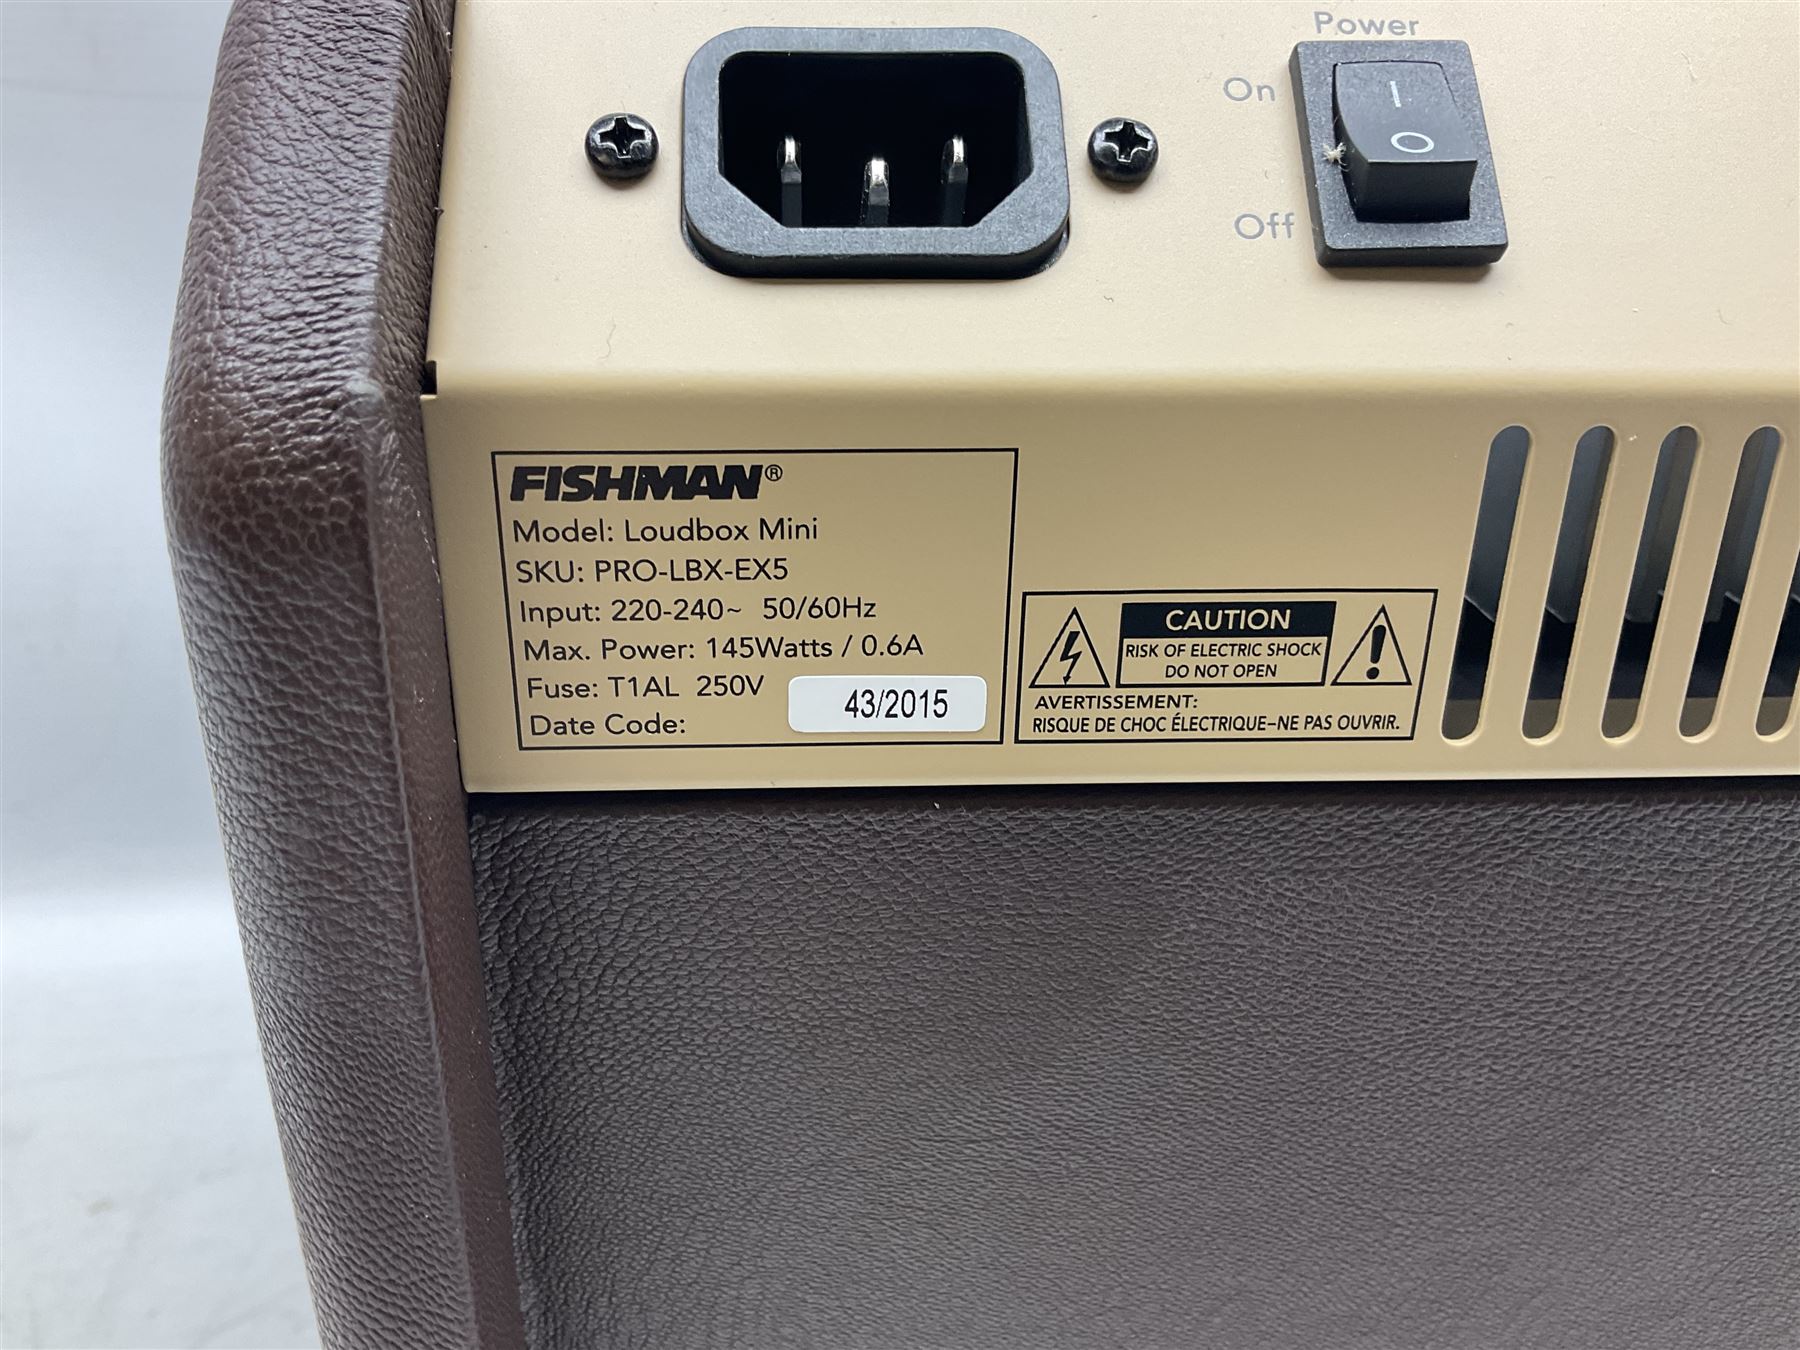 Power
On
Off
I
O
FISHMAN®
Model: Loudbox Mini
SKU: PRO-LBX-EX5
Input: 220-240~ 50/60Hz
Max. Power: 145Watts / 0.6A
Fuse: T1AL 250V
Date Code: 43/2015
CAUTION
RISK OF ELECTRIC SHOCK
DO NOT OPEN
AVERTISSEMENT:
RISQUE DE CHOC ÉLECTRIQUE–NE PAS OUVRIR.